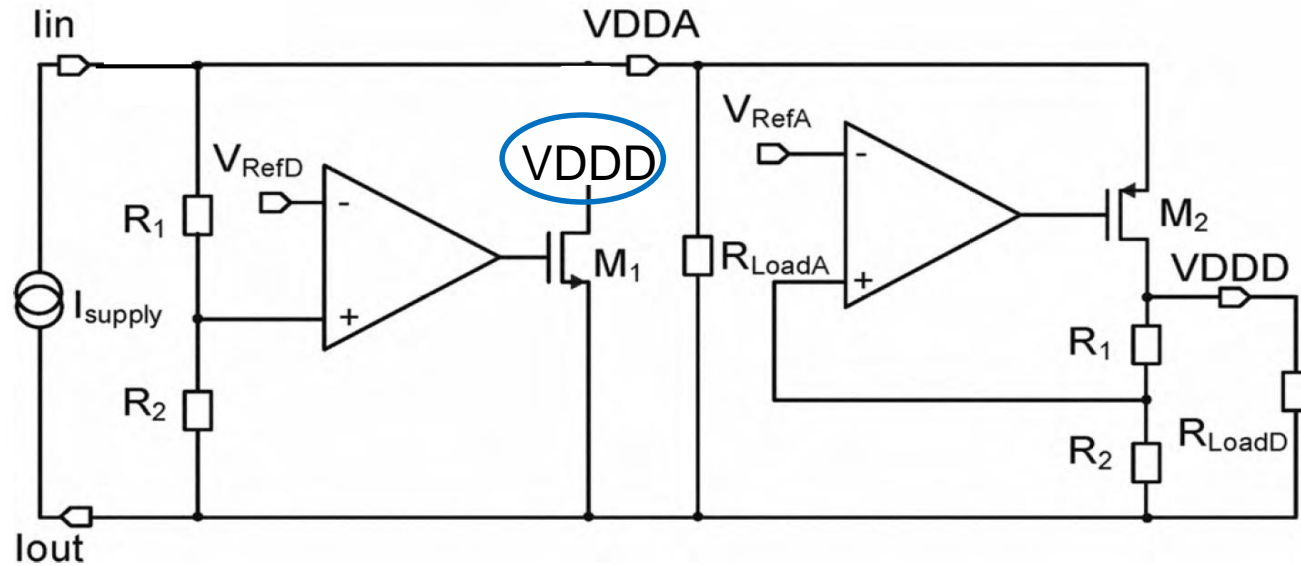 Iin
VDDA
VRefD
-
VDDD
VRefA
-
R1
M1
RLoadA
M2
+
VDDD
Isupply
+
R1
R2
R2
RLoadD
Iout